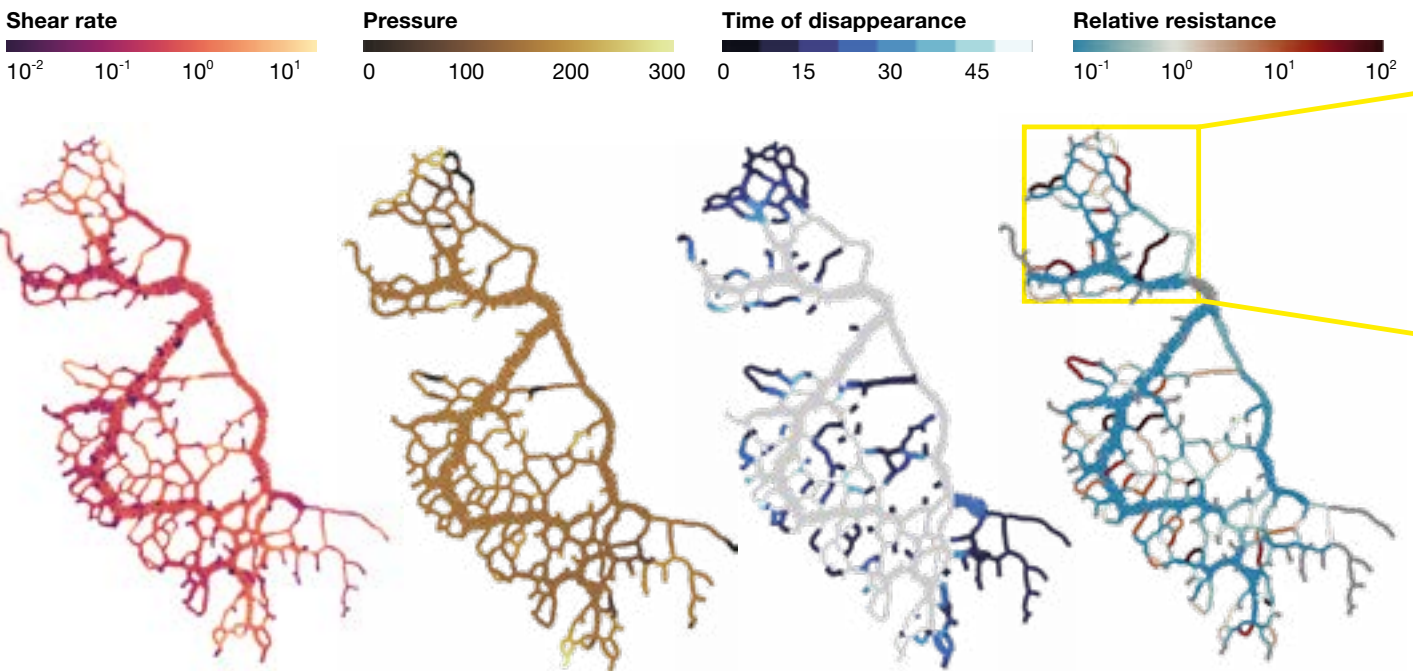 Shear rate
10⁻² 10⁻¹ 10⁰ 10¹
Pressure
0 100 200 300
Time of disappearance
0 15 30 45
Relative resistance
10⁻¹ 10⁰ 10¹ 10²